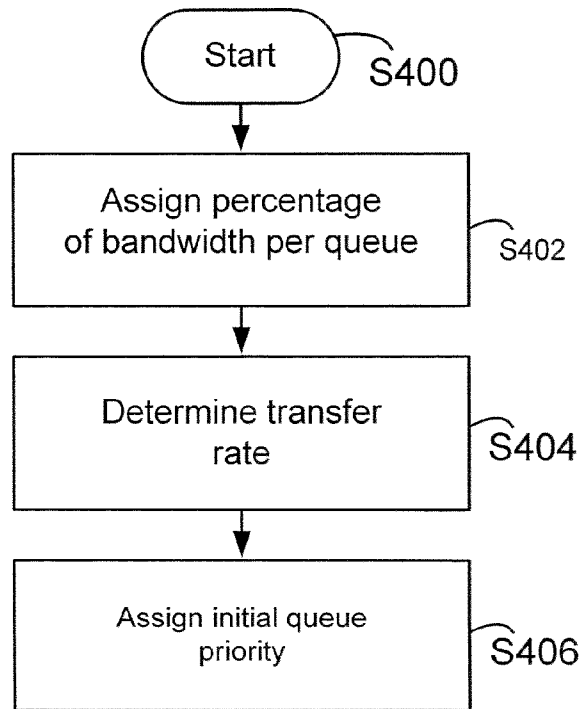 Start
S400
Assign percentage
of bandwidth per queue
S402
Determine transfer
rate
S404
Assign initial queue
priority
S406